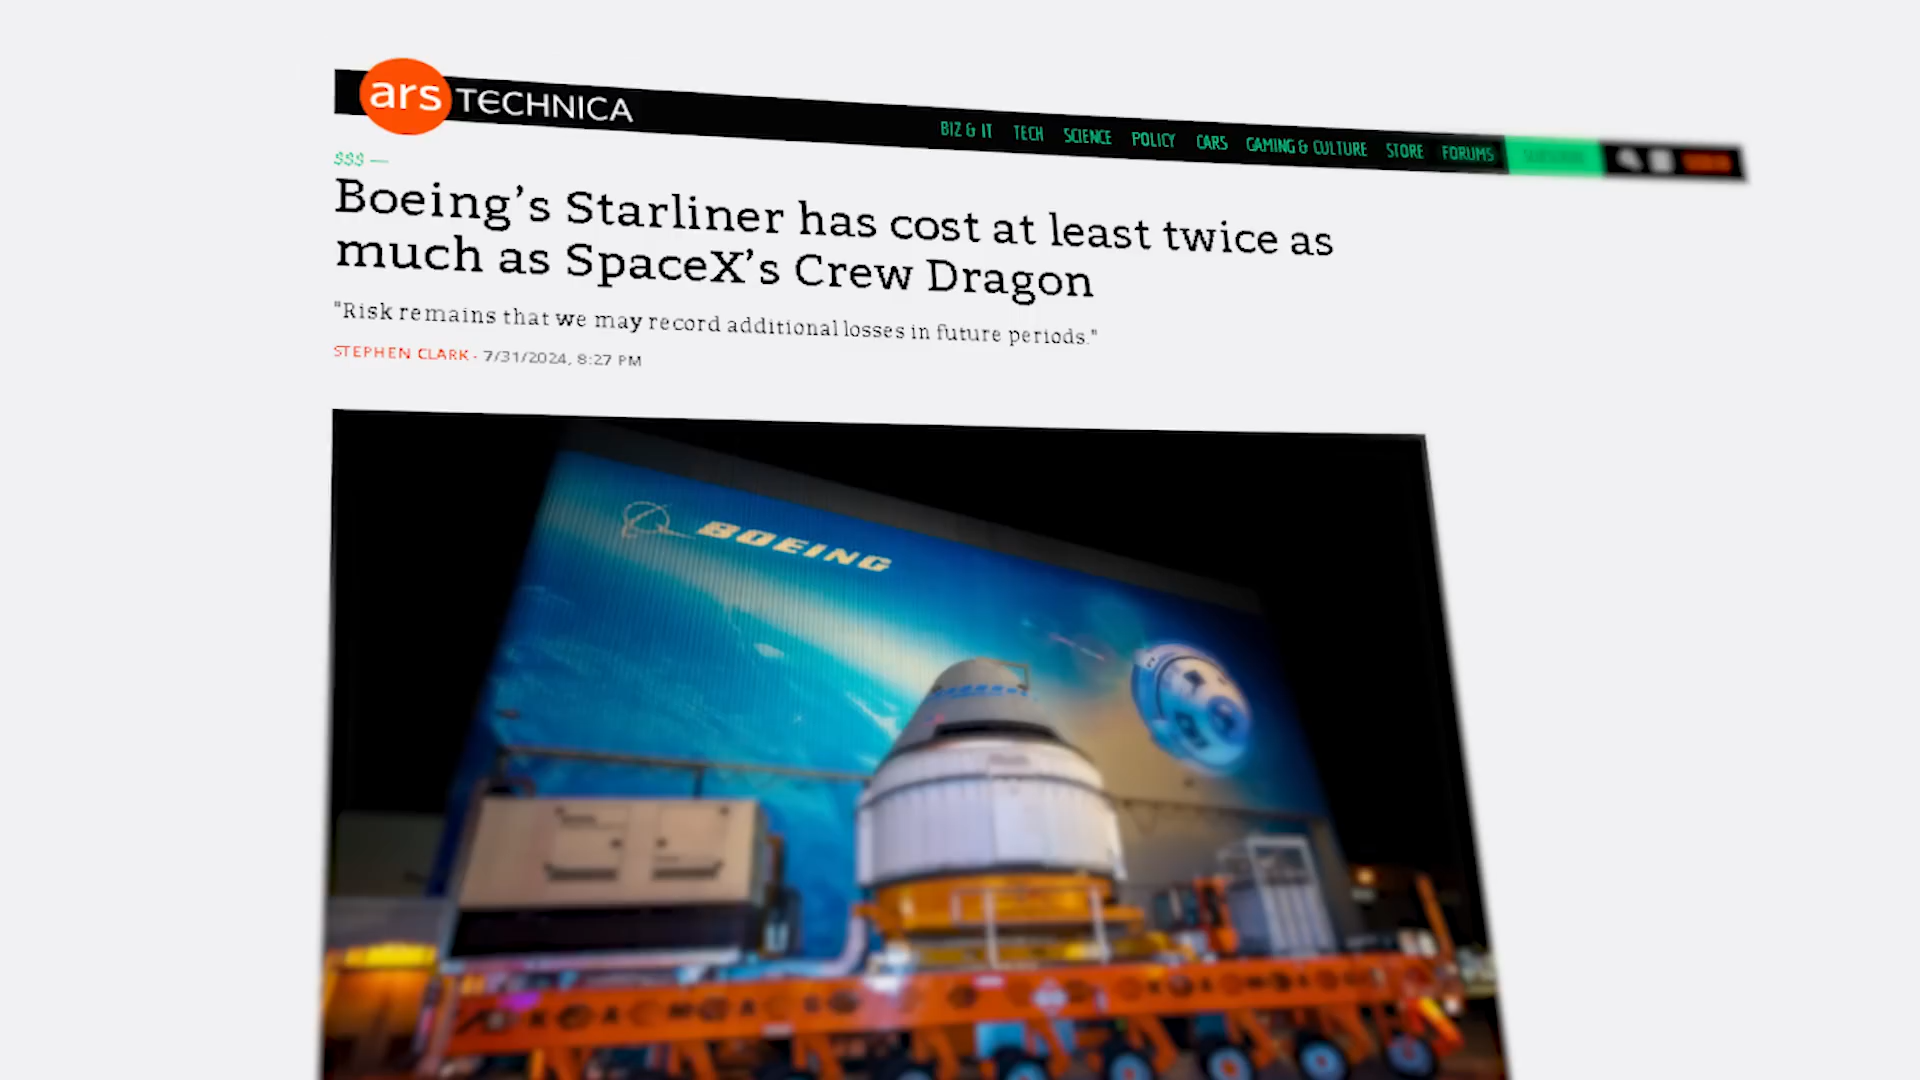 ars TECHNICA
BIZ & IT TECH SCIENCE POLICY CARS GAMING & CULTURE STORE FORUMS
$$$ —
Boeing’s Starliner has cost at least twice as
much as SpaceX’s Crew Dragon
"Risk remains that we may record additional losses in future periods."
STEPHEN CLARK - 7/31/2024, 8:27 PM
BOEING